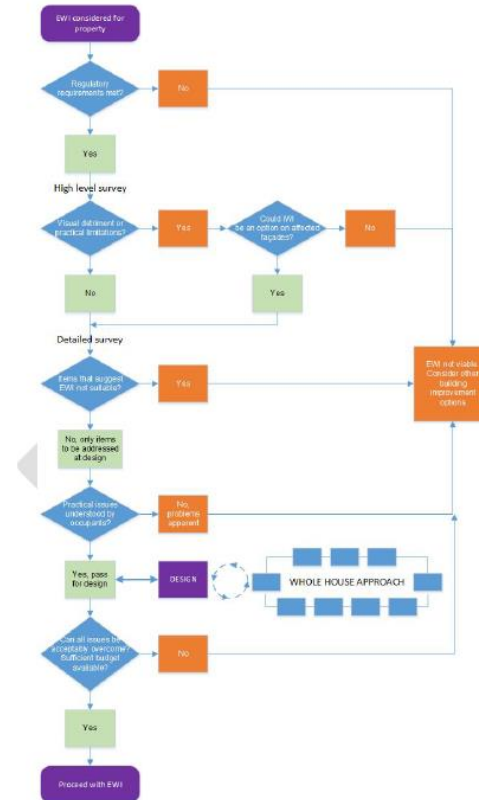 EWI considered for
property
Regulatory
requirements met?
No
Yes
High level survey
Visual detriment or
practical limitations?
Yes
Could IWI
be an option on affected
façades?
No
No
Yes
Detailed survey
Items that suggest
EWI not suitable?
Yes
EWI not viable.
Consider other
building
improvement
options
No, only items
to be addressed
at design
Practical issues
understood by
occupants?
No,
problems
apparent
Yes, pass
for design
DESIGN
WHOLE HOUSE APPROACH
Can all issues be
acceptably overcome?
Sufficient budget
available?
No
Yes
Proceed with EWI